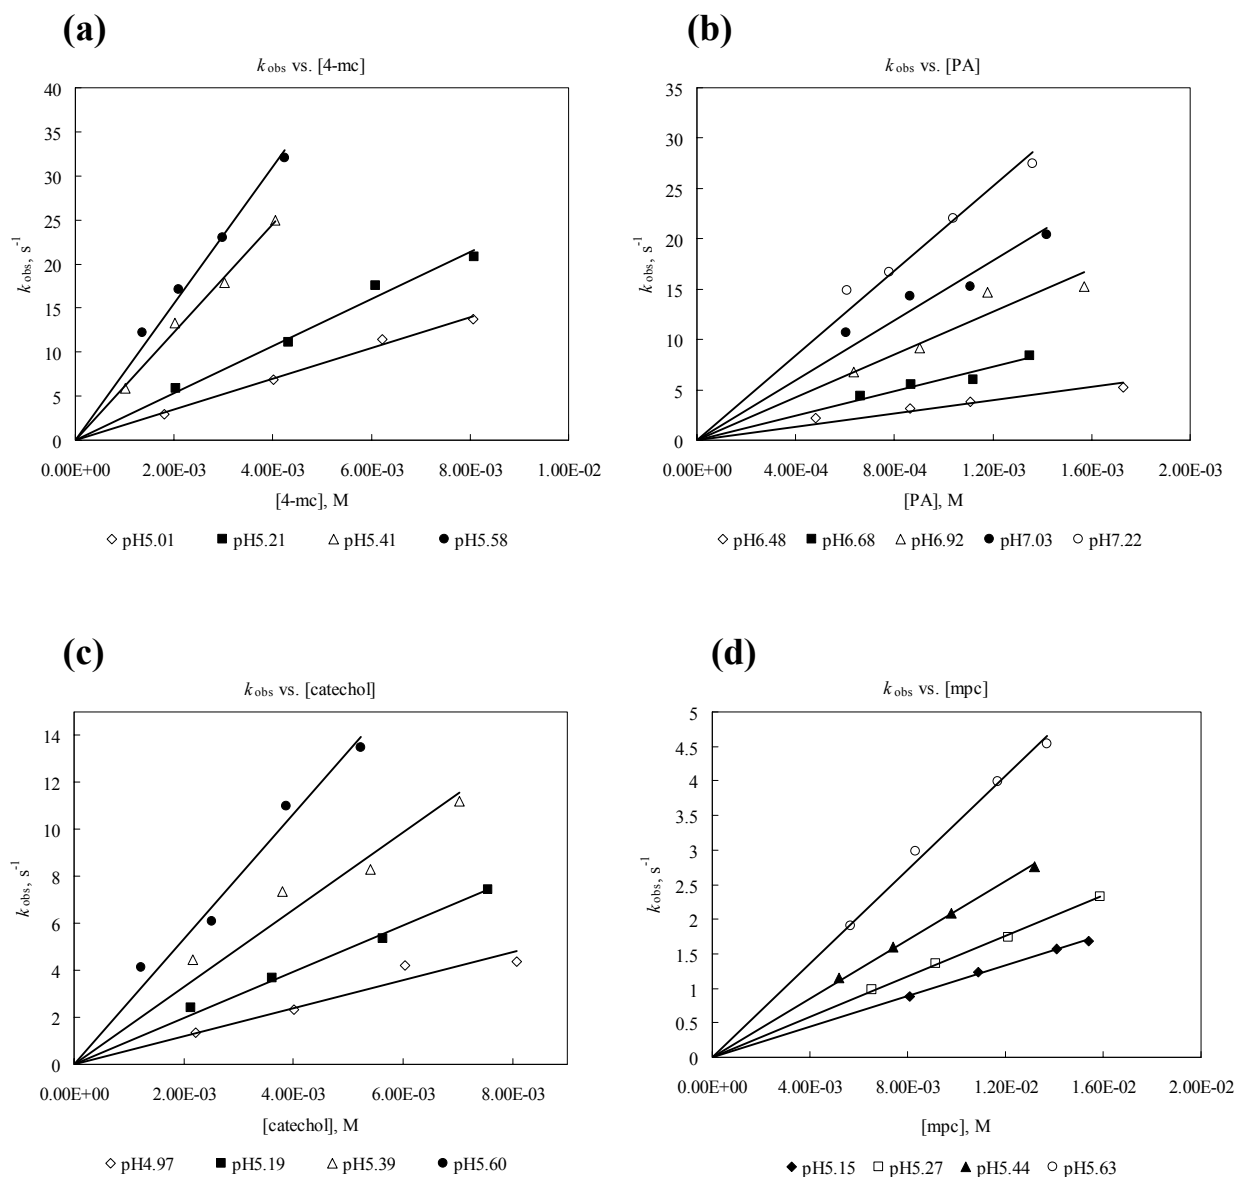 (a)
k obs vs. [4-mc]
40
35
30
25
20
15
10
5
0
k obs, s-1
0.00E+00 2.00E-03 4.00E-03 6.00E-03 8.00E-03 1.00E-02
[4-mc], M
pH5.01 pH5.21 pH5.41 pH5.58
(b)
k obs vs. [PA]
35
30
25
20
15
10
5
0
k obs, s-1
0.00E+00 4.00E-04 8.00E-04 1.20E-03 1.60E-03 2.00E-03
[PA], M
pH6.48 pH6.68 pH6.92 pH7.03 pH7.22
(c)
k obs vs. [catechol]
14
12
10
8
6
4
2
0
k obs, s-1
0.00E+00 2.00E-03 4.00E-03 6.00E-03 8.00E-03
[catechol], M
pH4.97 pH5.19 pH5.39 pH5.60
(d)
k obs vs. [mpc]
5
4.5
4
3.5
3
2.5
2
1.5
1
0.5
0
k obs, s-1
0.00E+00 4.00E-03 8.00E-03 1.20E-02 1.60E-02 2.00E-02
[mpc], M
pH5.15 pH5.27 pH5.44 pH5.63